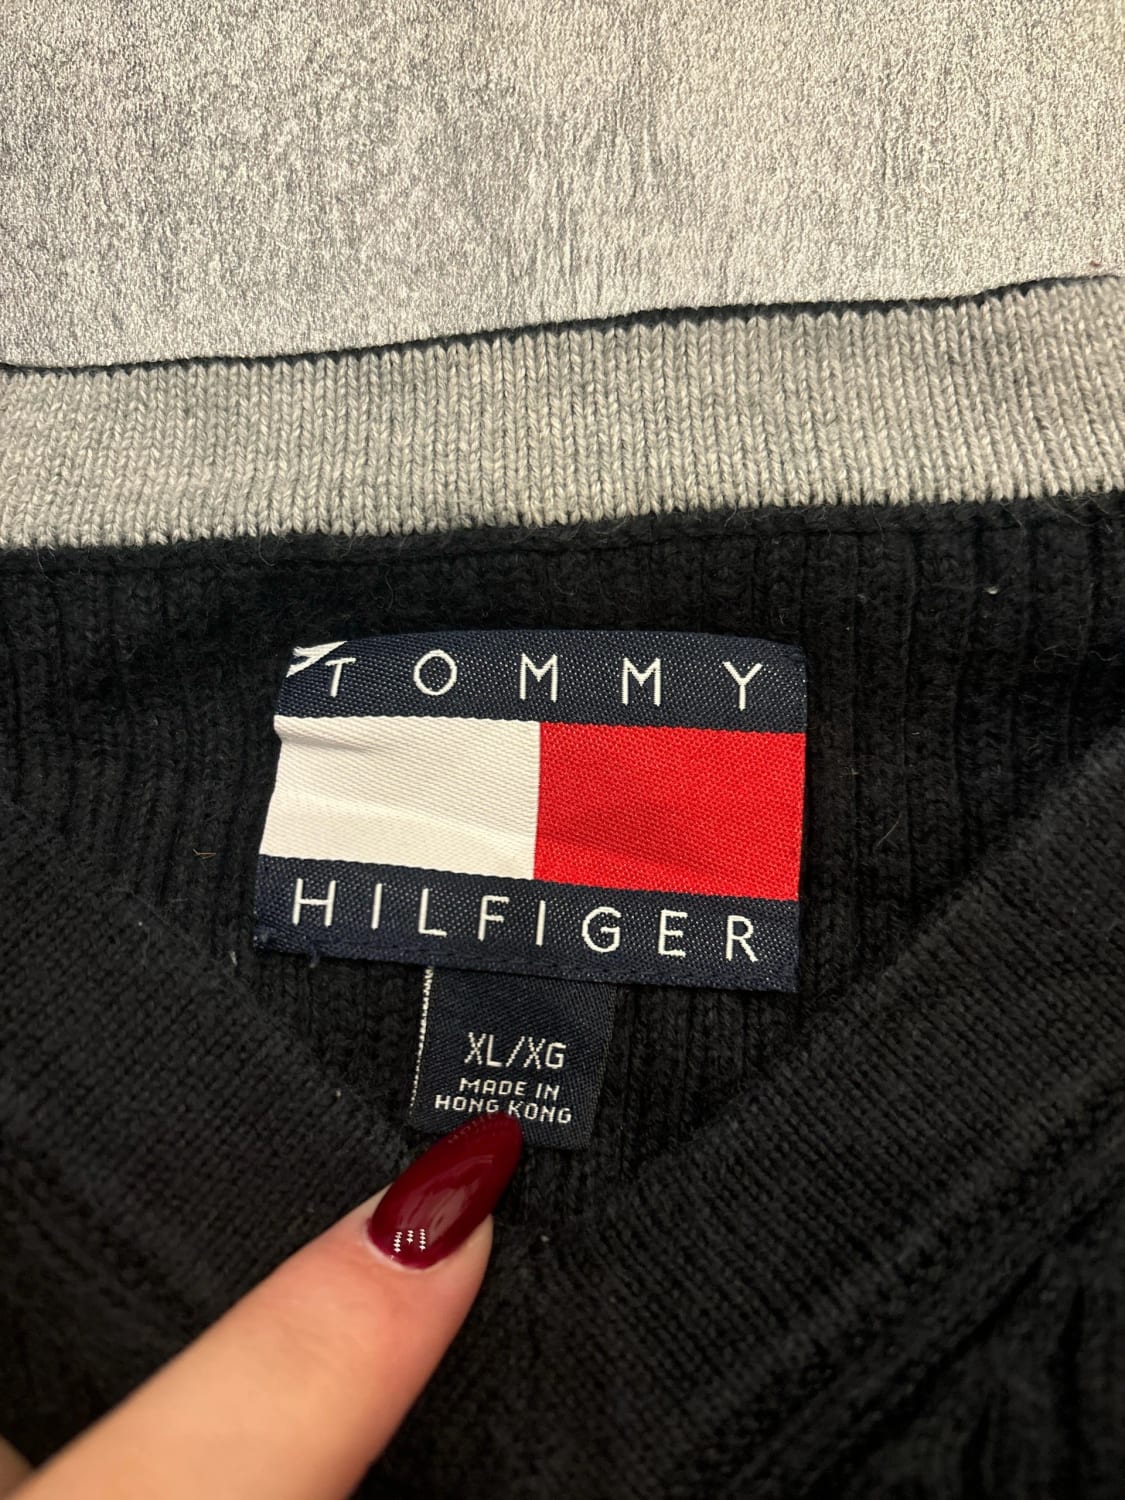 TOMMY
HILFIGER
XL/XG
MADE IN
HONG KONG